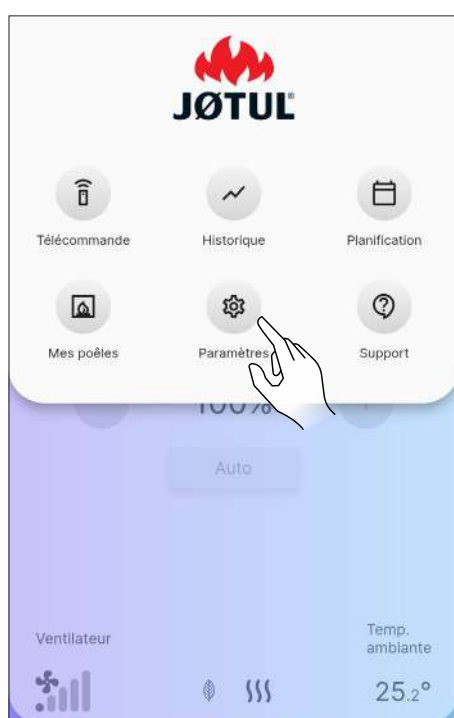 JØTUL
Télécommande Historique Planification
Mes poêles Paramètres Support
100%
Auto
Ventilateur
Temp.
ambiante
25.2°